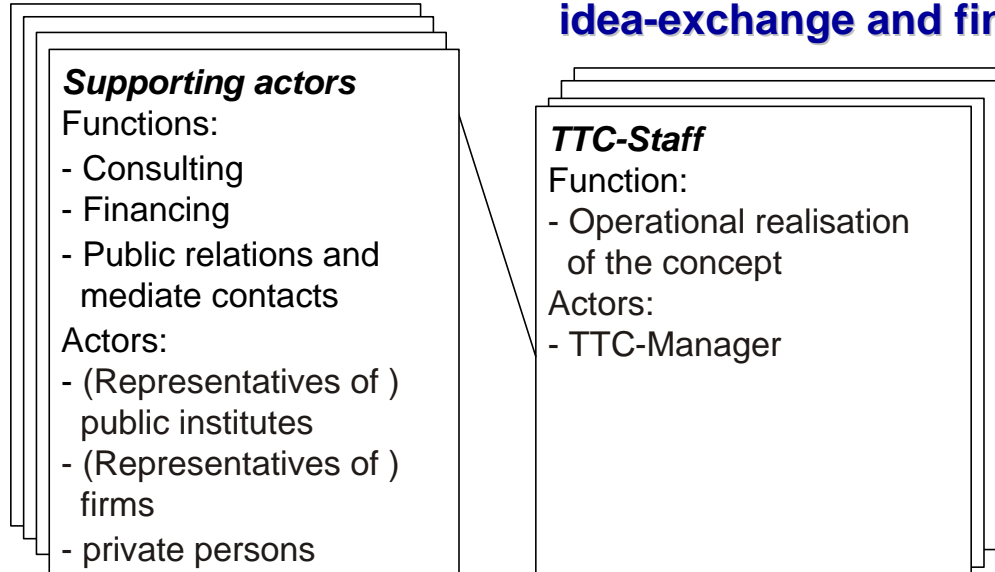 idea-exchange and
Supporting actors
Functions:
- Consulting
- Financing
- Public relations and
mediate contacts
Actors:
- (Representatives of )
public institutes
- (Representatives of )
firms
- private persons
TTC-Staff
Function:
- Operational realisation
of the concept
Actors:
- TTC-Manager